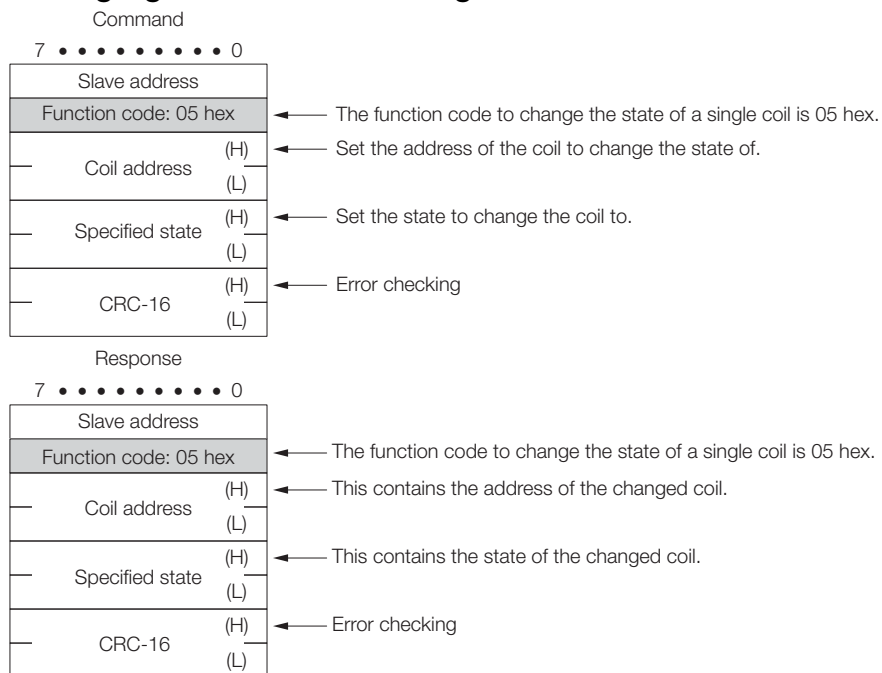 Command
7 • • • • • • • • • 0
Slave address
Function code: 05 hex
The function code to change the state of a single coil is 05 hex.
Coil address
(H)
Set the address of the coil to change the state of.
(L)
Specified state
(H)
Set the state to change the coil to.
(L)
CRC-16
(H)
Error checking
(L)
Response
7 • • • • • • • • • 0
Slave address
Function code: 05 hex
The function code to change the state of a single coil is 05 hex.
Coil address
(H)
This contains the address of the changed coil.
(L)
Specified state
(H)
This contains the state of the changed coil.
(L)
CRC-16
(H)
Error checking
(L)